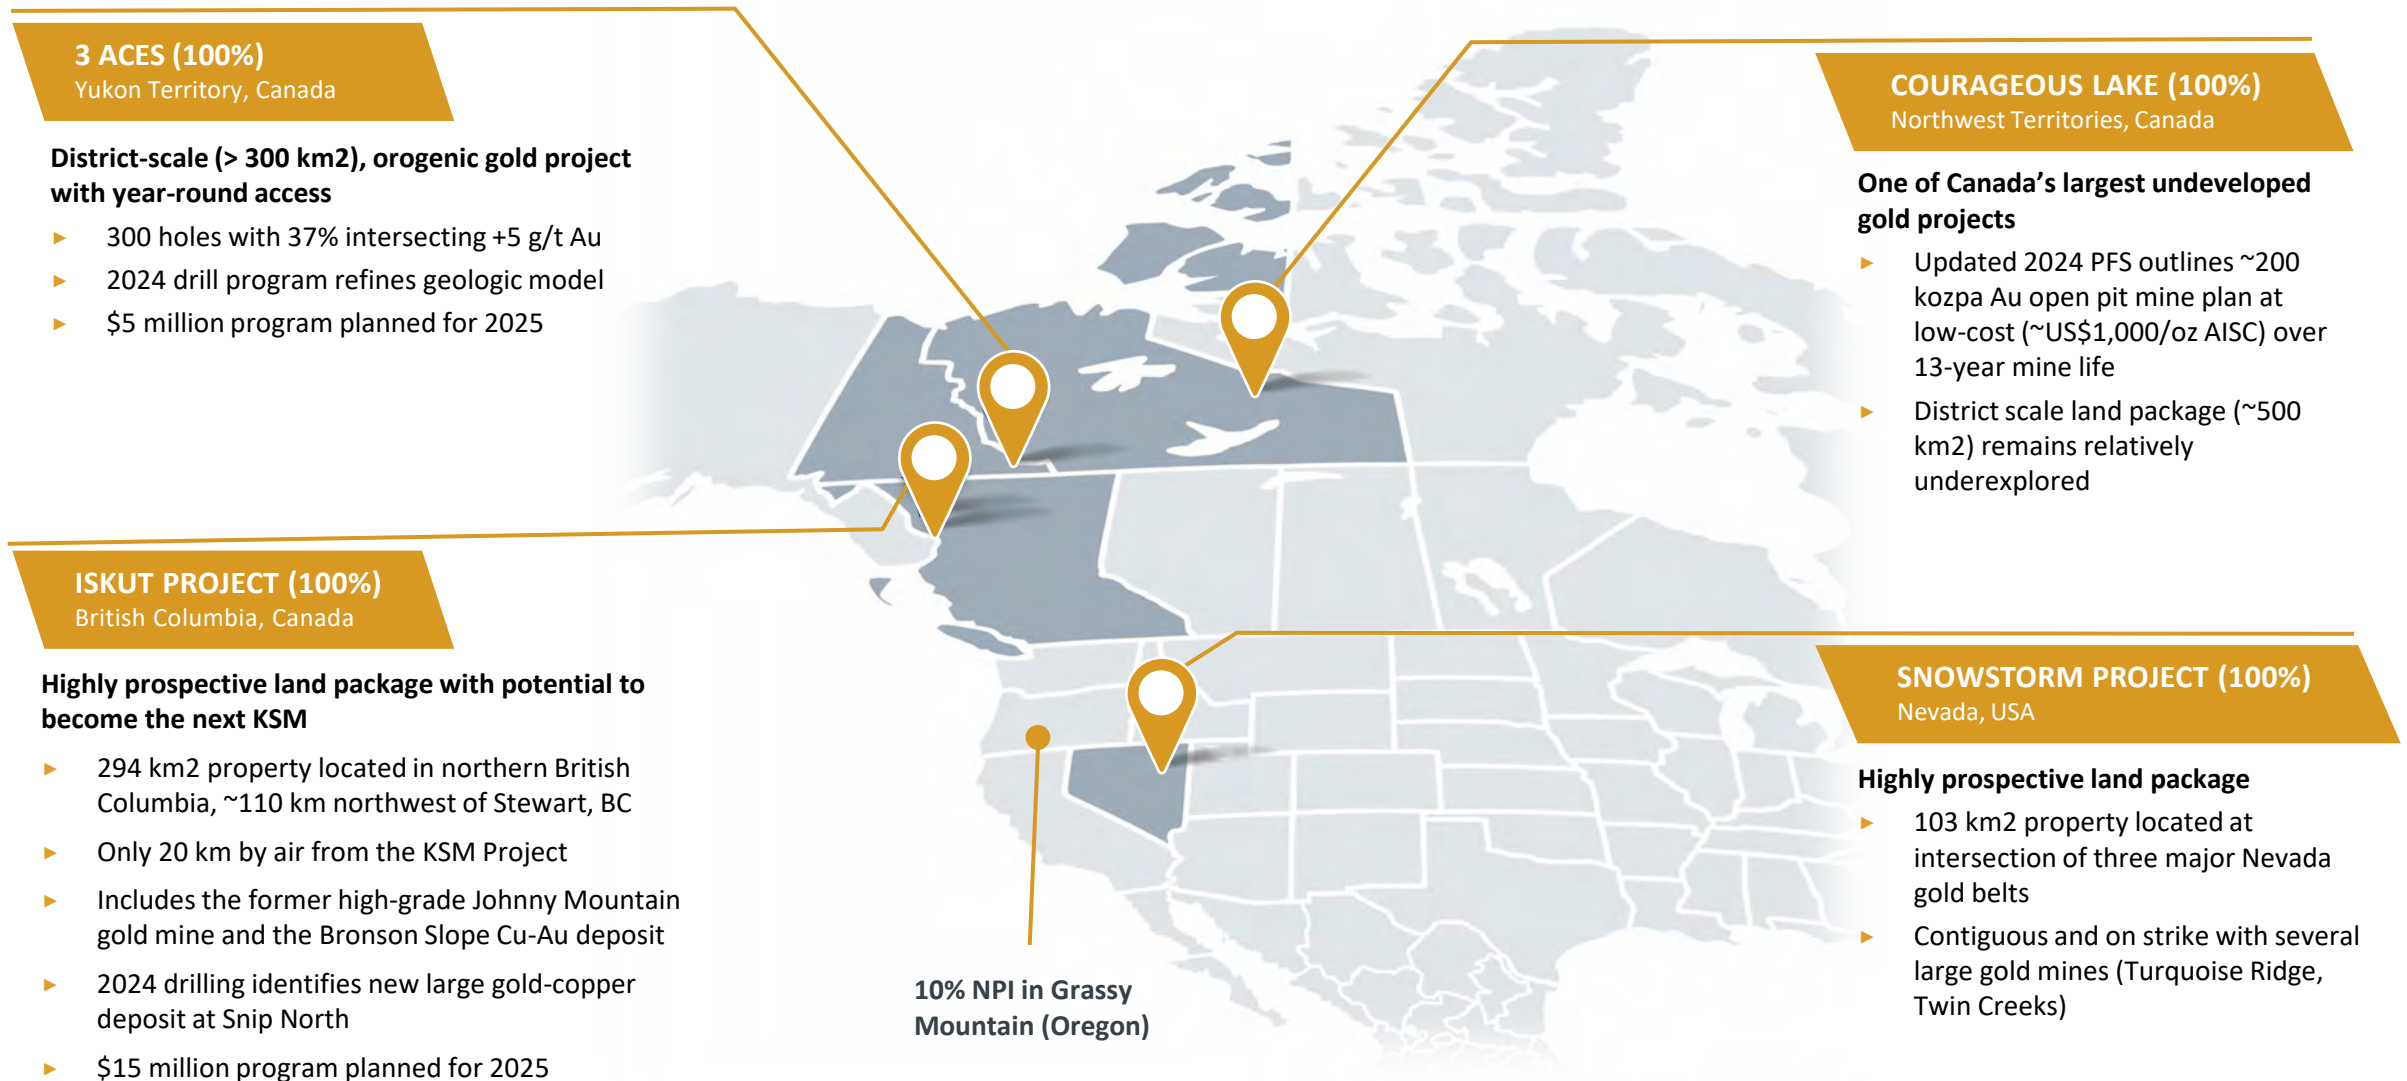 3 ACES (100%)
Yukon Territory, Canada
District-scale (> 300 km2), orogenic gold project
with year-round access
► 300 holes with 37% intersecting +5 g/t Au
► 2024 drill program refines geologic model
► $5 million program planned for 2025
ISKUT PROJECT (100%)
British Columbia, Canada
Highly prospective land package with potential to
become the next KSM
► 294 km2 property located in northern British
Columbia, ~110 km northwest of Stewart, BC
► Only 20 km by air from the KSM Project
► Includes the former high-grade Johnny Mountain
gold mine and the Bronson Slope Cu-Au deposit
► 2024 drilling identifies new large gold-copper
deposit at Snip North
► $15 million program planned for 2025
10% NPI in Grassy
Mountain (Oregon)
COURAGEOUS LAKE (100%)
Northwest Territories, Canada
One of Canada’s largest undeveloped
gold projects
► Updated 2024 PFS outlines ~200
kozpa Au open pit mine plan at
low-cost (~US$1,000/oz AISC) over
13-year mine life
► District scale land package (~500
km2) remains relatively
underexplored
SNOWSTORM PROJECT (100%)
Nevada, USA
Highly prospective land package
► 103 km2 property located at
intersection of three major Nevada
gold belts
► Contiguous and on strike with several
large gold mines (Turquoise Ridge,
Twin Creeks)